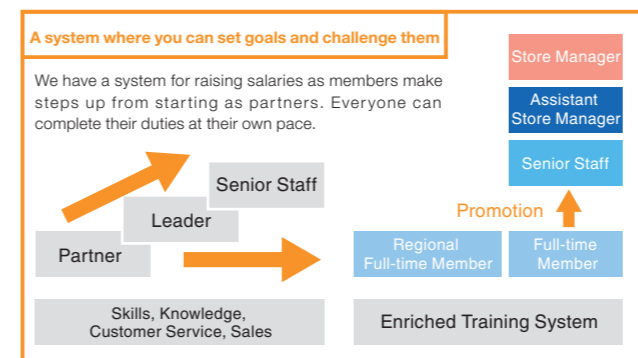 A system where you can set goals and challenge them
We have a system for raising salaries as members make
steps up from starting as partners. Everyone can
complete their duties at their own pace.
Senior Staff
Leader
Partner
Skills, Knowledge,
Customer Service, Sales
Store Manager
Assistant
Store Manager
Senior Staff
Promotion
Regional
Full-time Member
Full-time
Member
Enriched Training System